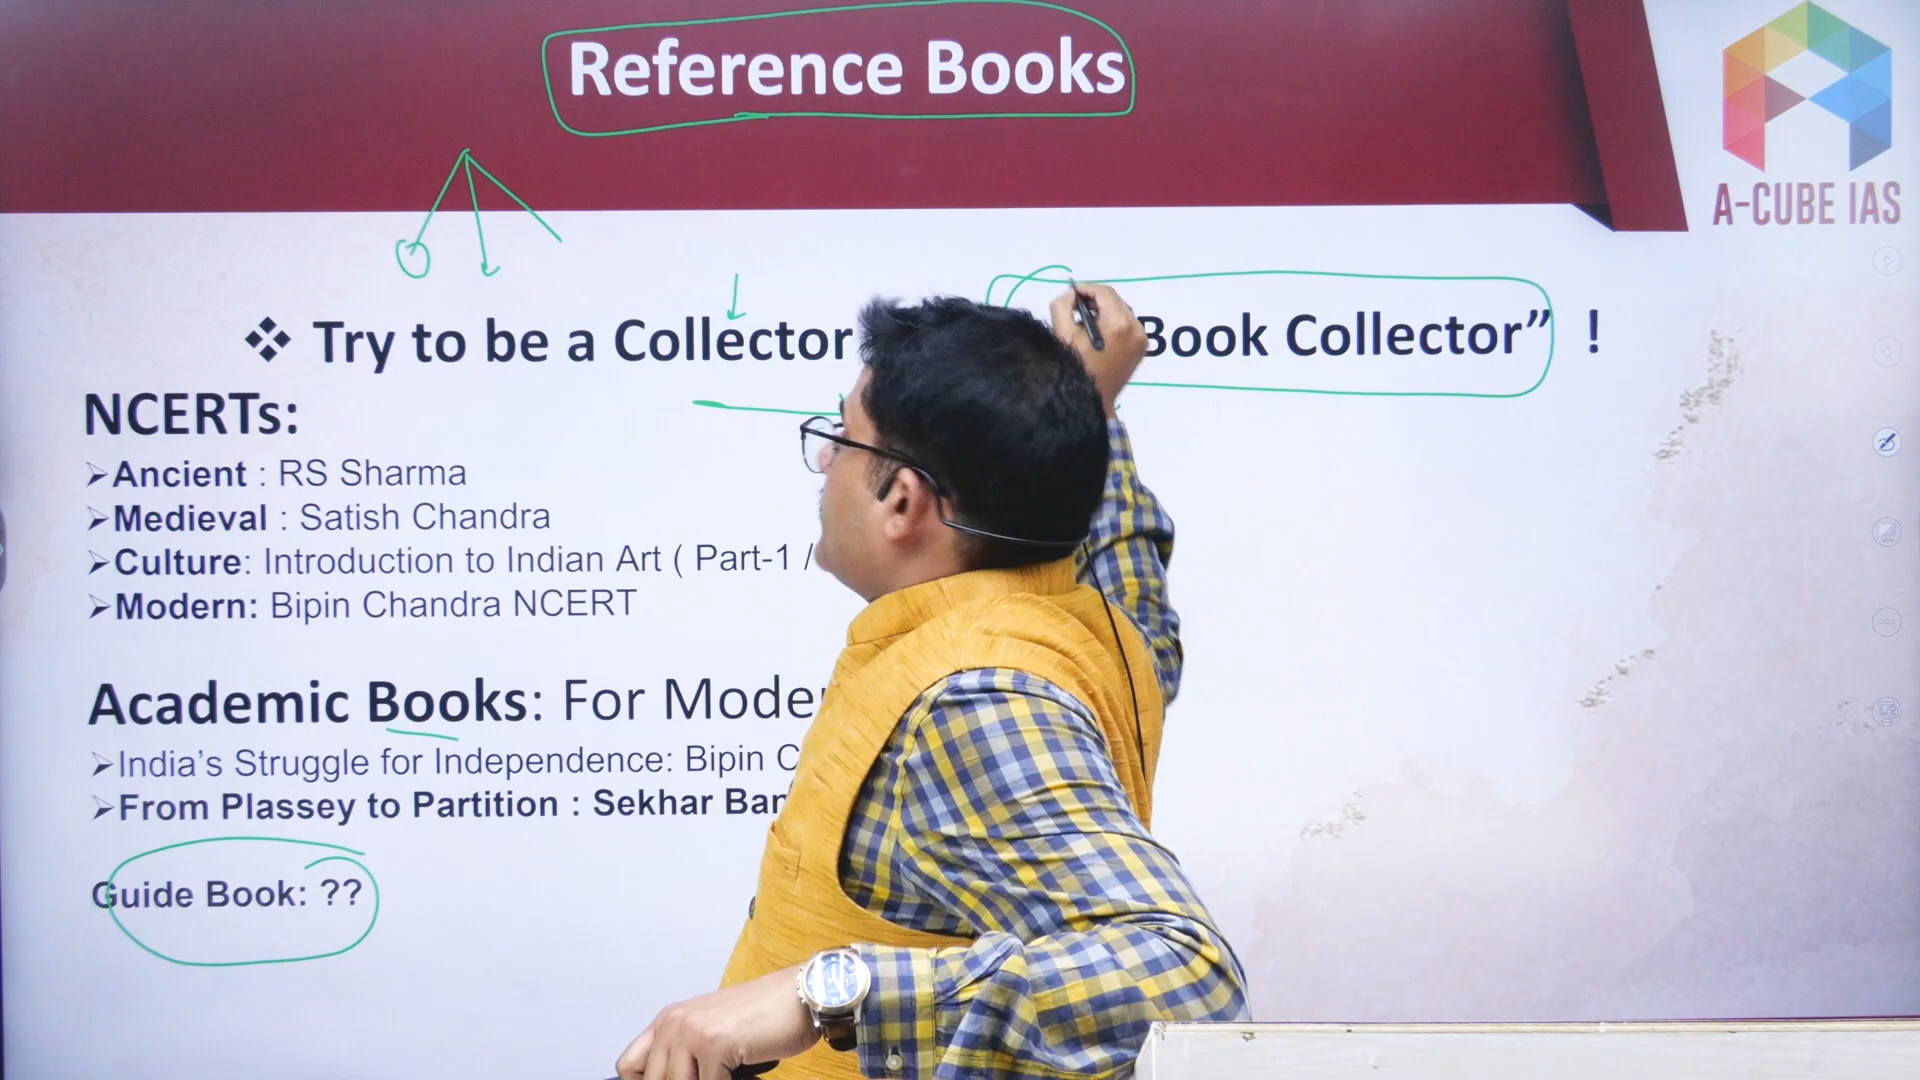 Reference Books
A-CUBE IAS
❖ Try to be a Collector Book Collector” !
NCERTs:
➢Ancient : RS Sharma
➢Medieval : Satish Chandra
➢Culture: Introduction to Indian Art ( Part-1 /
➢Modern: Bipin Chandra NCERT
Academic Books: For
➢India’s Struggle for Independence: Bipin
➢From Plassey to Partition : Sekhar
Guide Book: ??